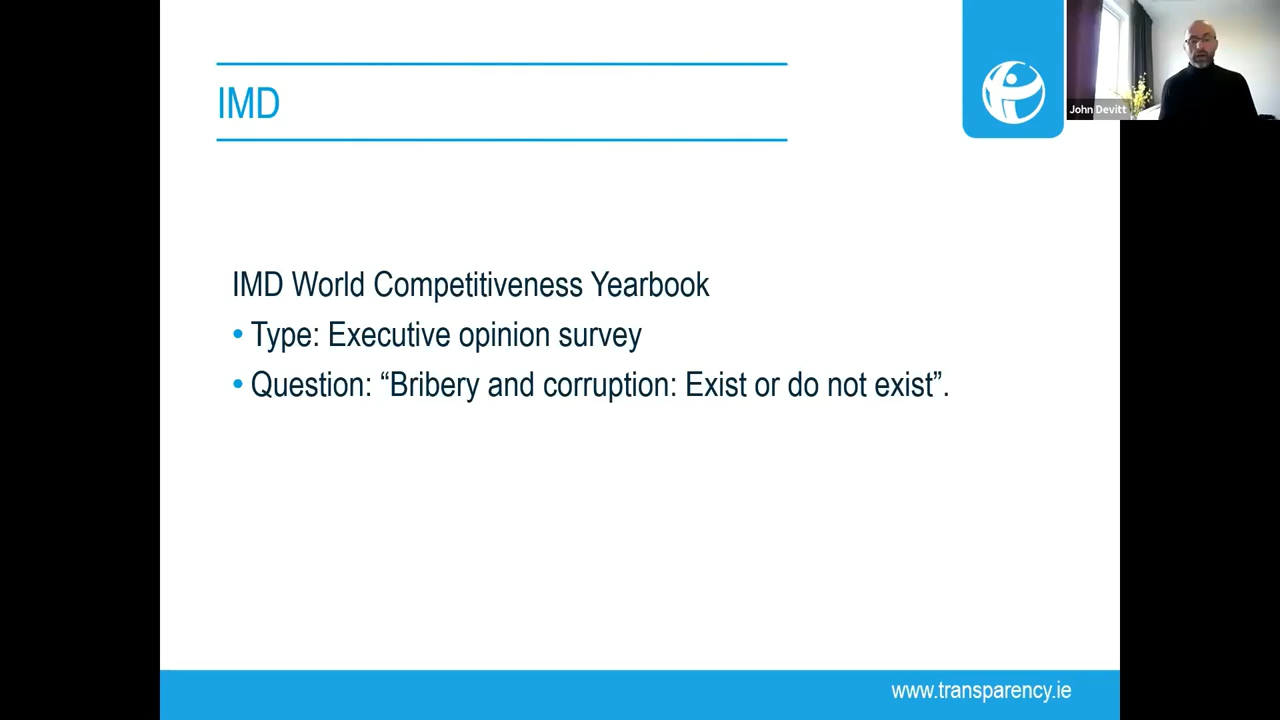 IMD
John Devitt
IMD World Competitiveness Yearbook
• Type: Executive opinion survey
• Question: “Bribery and corruption: Exist or do not exist”.
www.transparency.ie